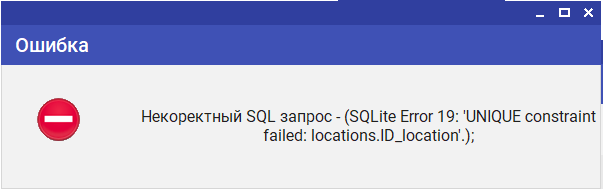 Ошибка
Некоректный SQL запрос - (SQLite Error 19: 'UNIQUE constraint
failed: locations.ID_location'.);